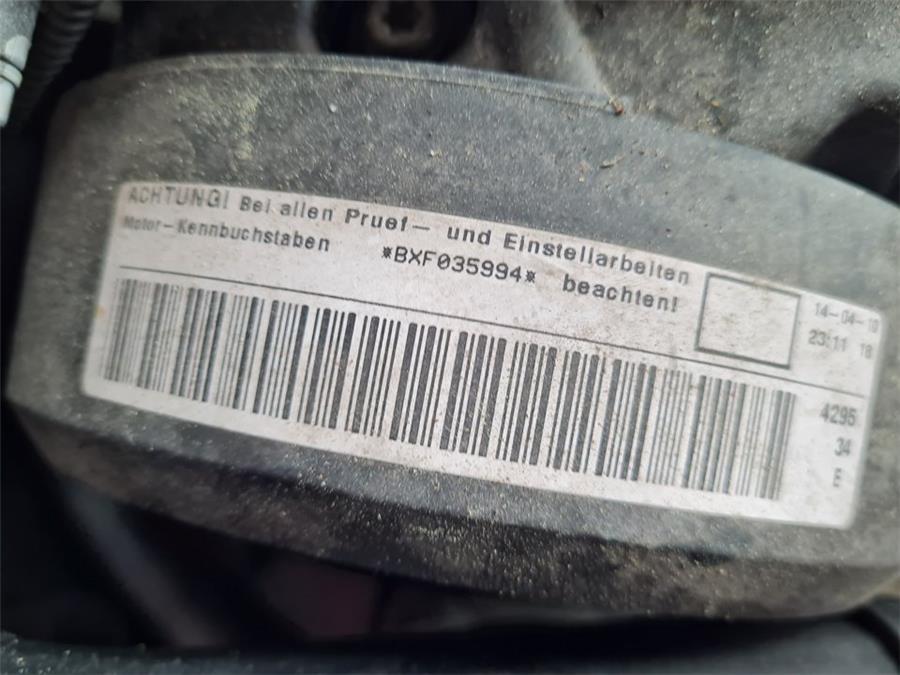 ACHTUNG! Bei allen Pruef- und Einstellarbeiten
Motor-Kennbuchstaben *BXF035994* beachten!
14-04-10
23:11 18
4295
34
E